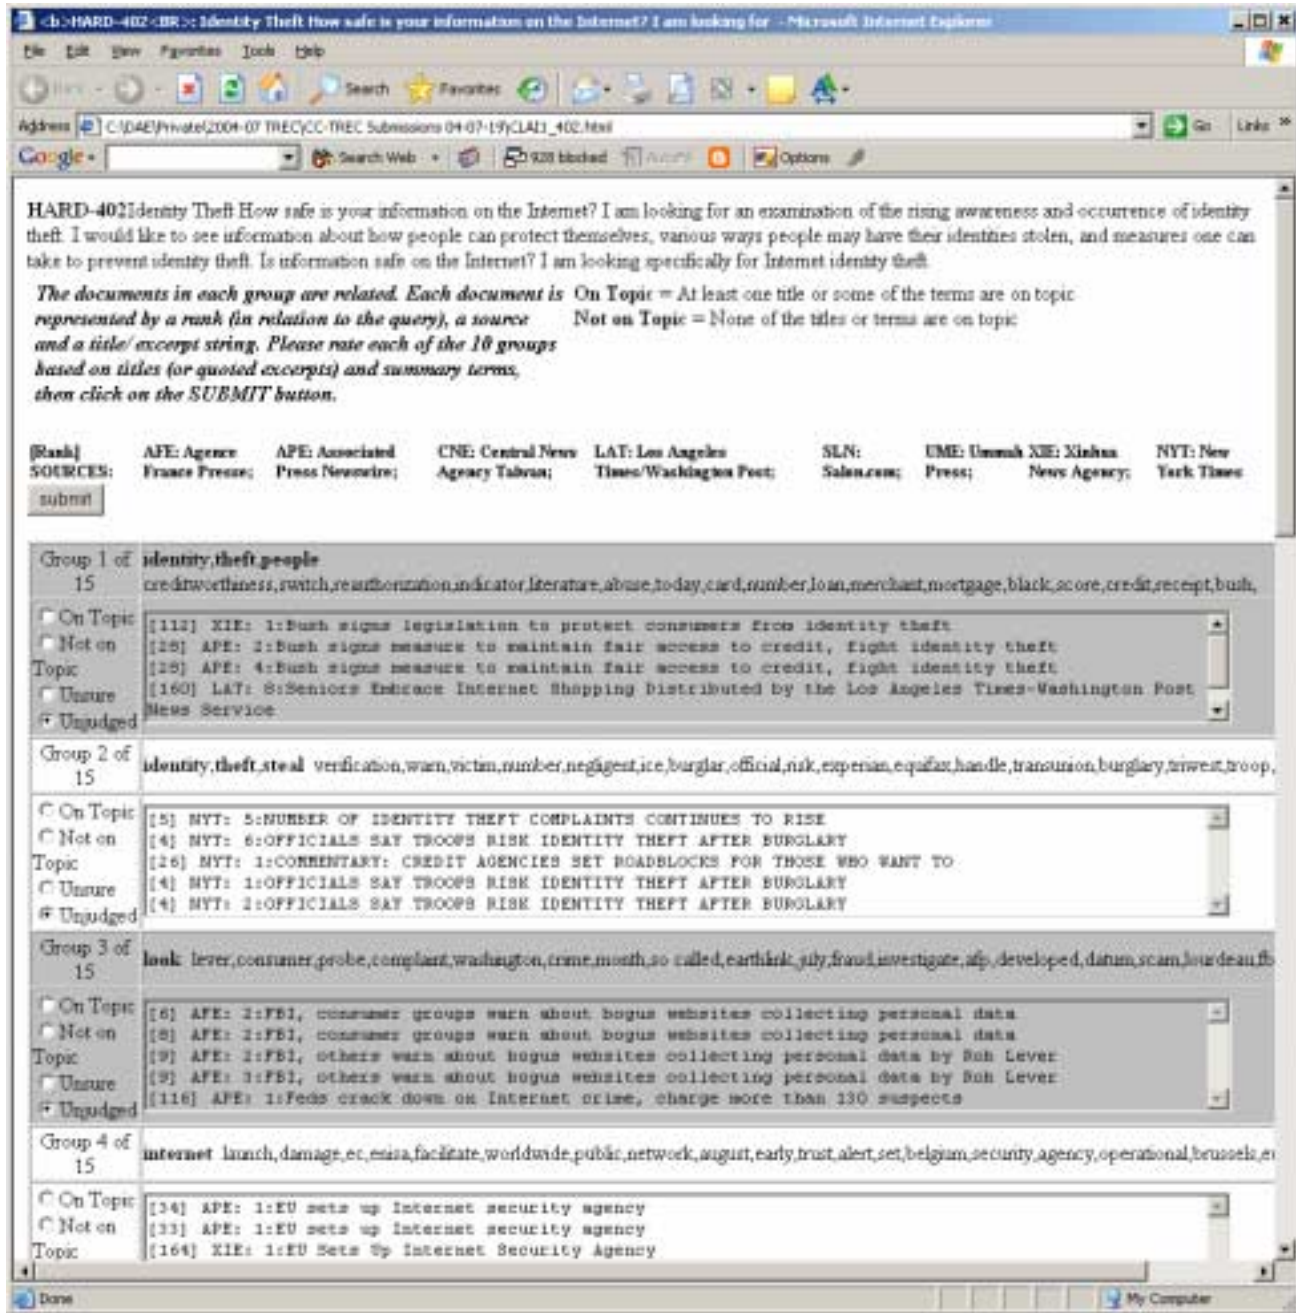 <b>HARD-402<BR>: Identity Theft How safe is your information on the Internet? I am looking for - Microsoft Internet Explorer
File Edit View Favorites Tools Help
Search Favorites
Address C:\DAE\Private\2004-07 TREC\CC-TREC Submissions 04-07-19\CLAI1_402.html Go Links »
Google Search Web 928 blocked Options
HARD-402Identity Theft How safe is your information on the Internet? I am looking for an examination of the rising awareness and occurrence of identity
theft. I would like to see information about how people can protect themselves, various ways people may have their identities stolen, and measures one can
take to prevent identity theft. Is information safe on the Internet? I am looking specifically for Internet identity theft.
The documents in each group are related. Each document is
represented by a rank (in relation to the query), a source
and a title/ excerpt string. Please rate each of the 10 groups
based on titles (or quoted excerpts) and summary terms,
then click on the SUBMIT button.
On Topic = At least one title or some of the terms are on topic
Not on Topic = None of the titles or terms are on topic
[Rank] SOURCES:
AFE: Agence France Presse;
APE: Associated Press Newswire;
CNE: Central News Agency Taiwan;
LAT: Los Angeles Times/Washington Post;
SLN: Salon.com;
UME: Ummah Press;
XIE: Xinhua News Agency;
NYT: New York Times
submit
Group 1 of 15
identity,theft,people
creditworthiness,switch,reauthorization,indicator,literature,abuse,today,card,number,loan,merchant,mortgage,black,score,credit,receipt,bush,
On Topic
Not on Topic
Unsure
Unjudged
[112] XIE: 1:Bush signs legislation to protect consumers from identity theft
[28] APE: 2:Bush signs measure to maintain fair access to credit, fight identity theft
[28] APE: 4:Bush signs measure to maintain fair access to credit, fight identity theft
[160] LAT: 8:Seniors Embrace Internet Shopping Distributed by the Los Angeles Times-Washington Post
News Service
Group 2 of 15
identity,theft,steal verification,warn,victim,number,negligent,ice,burglar,official,risk,experian,equifax,handle,transunion,burglary,triwest,troop,
On Topic
Not on Topic
Unsure
Unjudged
[5] NYT: 5:NUMBER OF IDENTITY THEFT COMPLAINTS CONTINUES TO RISE
[4] NYT: 6:OFFICIALS SAY TROOPS RISK IDENTITY THEFT AFTER BURGLARY
[26] NYT: 1:COMMENTARY: CREDIT AGENCIES SET ROADBLOCKS FOR THOSE WHO WANT TO
[4] NYT: 1:OFFICIALS SAY TROOPS RISK IDENTITY THEFT AFTER BURGLARY
[4] NYT: 2:OFFICIALS SAY TROOPS RISK IDENTITY THEFT AFTER BURGLARY
Group 3 of 15
look lever,consumer,probe,complaint,washington,crime,month,so called,earthlink,july,fraud,investigate,afp,developed,datum,scam,lourdeau,fb
On Topic
Not on Topic
Unsure
Unjudged
[6] AFE: 2:FBI, consumer groups warn about bogus websites collecting personal data
[8] AFE: 2:FBI, consumer groups warn about bogus websites collecting personal data
[9] AFE: 2:FBI, others warn about bogus websites collecting personal data by Rob Lever
[9] AFE: 3:FBI, others warn about bogus websites collecting personal data by Rob Lever
[116] APE: 1:Feds crack down on Internet crime, charge more than 130 suspects
Group 4 of 15
internet launch,damage,ec,enisa,facilitate,worldwide,public,network,august,early,trust,alert,set,belgium,security,agency,operational,brussels,
On Topic
Not on Topic
[34] APE: 1:EU sets up Internet security agency
[33] APE: 1:EU sets up Internet security agency
[164] XIE: 1:EU Sets Up Internet Security Agency
Done My Computer